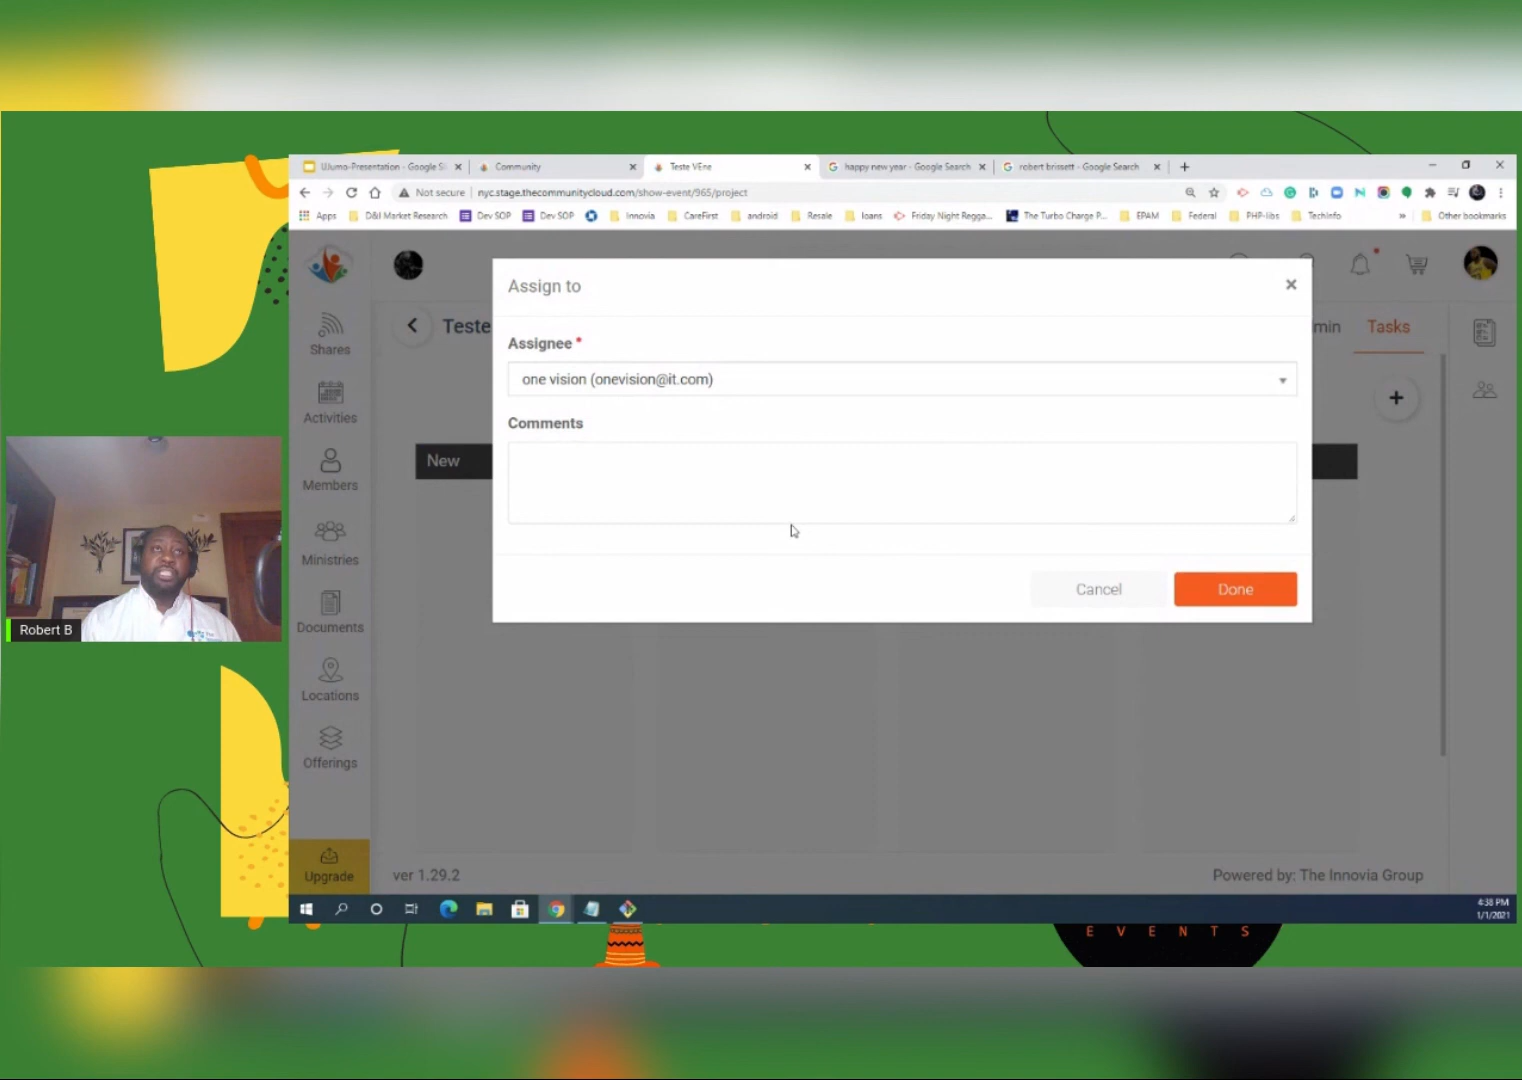 UJuma-Presentation - Google Sl
Community
Teste VEne
happy new year - Google Search
robert brissett - Google Search
Not secure | nyc.stage.thecommunitycloud.com/show-event/965/project
Apps
D&I Market Research
Dev SOP
Dev SOP
Innovia
CareFirst
android
Resale
loans
Friday Night Regga...
The Turbo Charge P...
EPAM
Federal
PHP-libs
TechInfo
Other bookmarks
Shares
Activities
Members
Ministries
Documents
Locations
Offerings
Upgrade
Teste
min
Tasks
New
Assign to
Assignee *
one vision (onevision@it.com)
Comments
Cancel
Done
ver 1.29.2
Powered by: The Innovia Group
4:38 PM
1/1/2021
Robert B
EVENTS